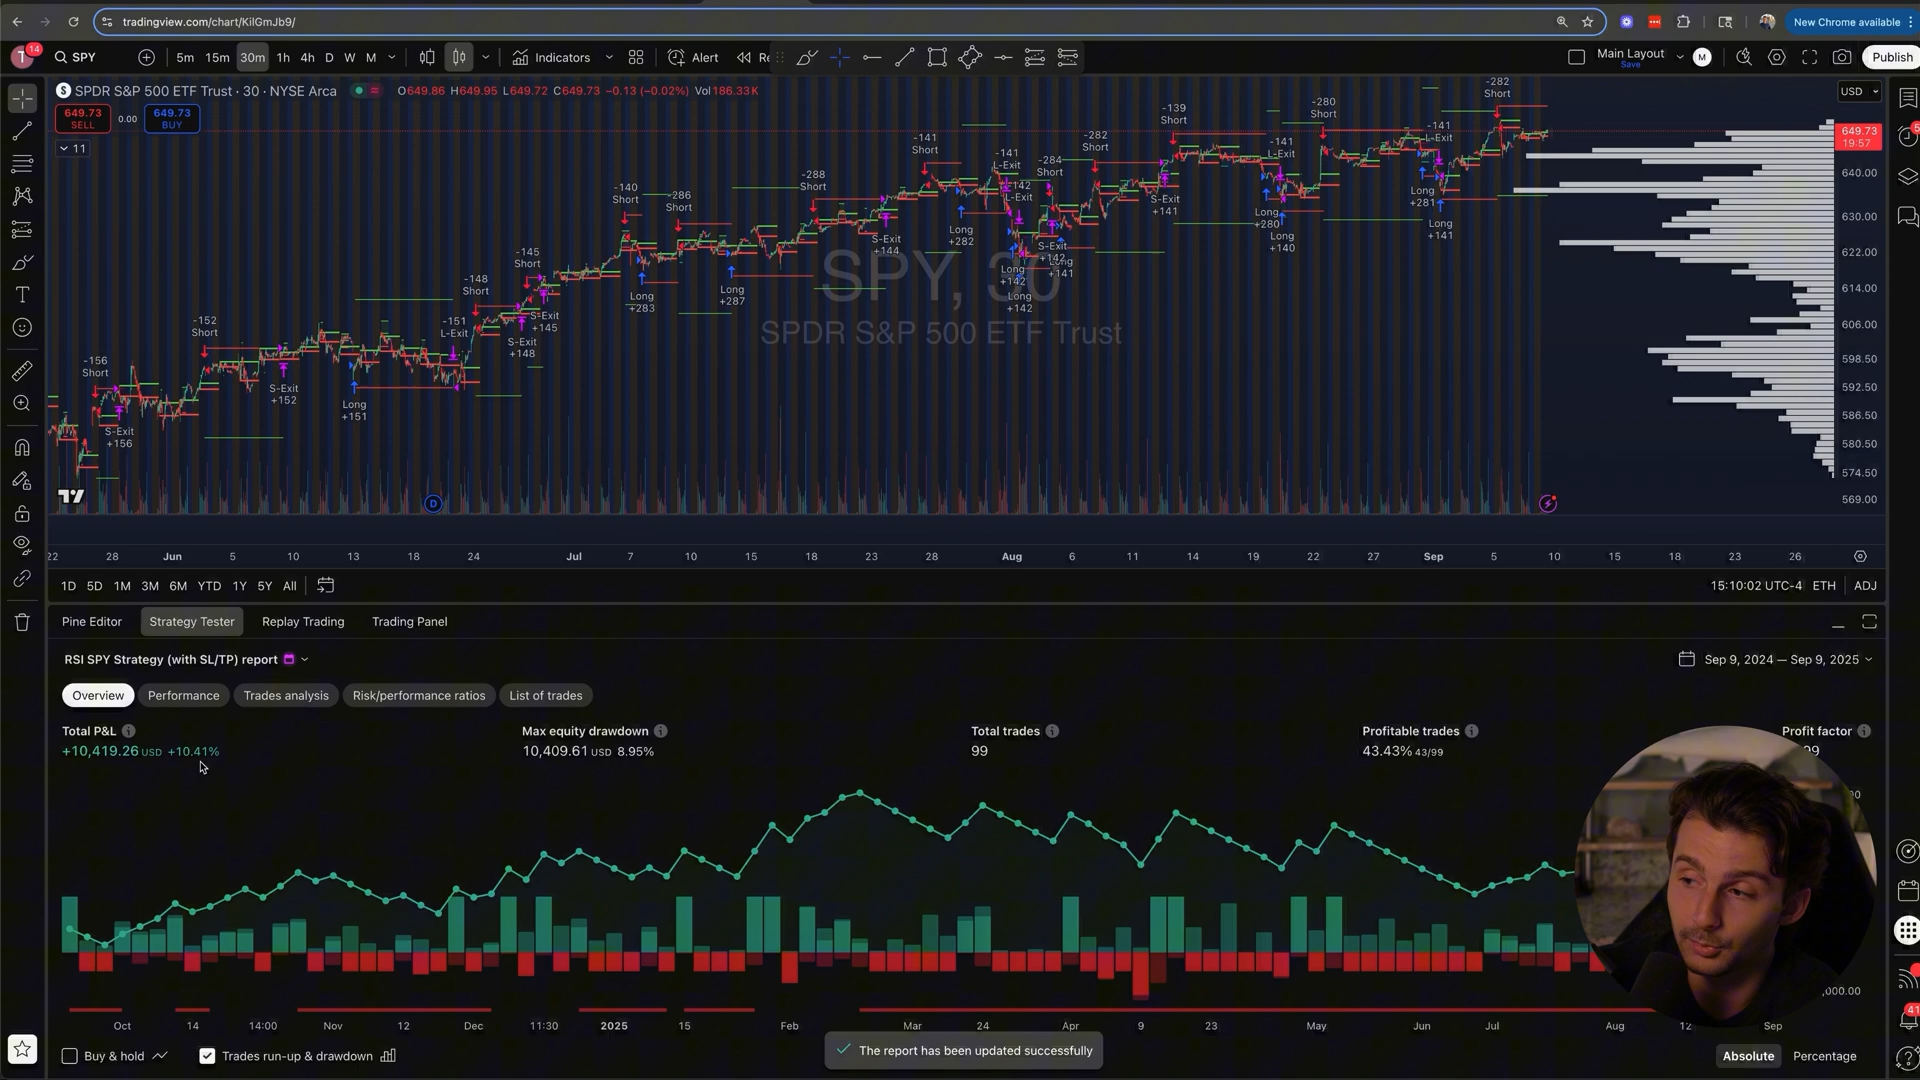 tradingview.com/chart/KilGmJb9/
New Chrome available
14
SPY
5m 15m 30m 1h 4h D W M
Indicators
Alert
Re
Main Layout
Save
M
Publish
SPDR S&P 500 ETF Trust · 30 · NYSE Arca
O649.86 H649.95 L649.72 C649.73 −0.13 (−0.02%) Vol 186.33K
USD
649.73
SELL
0.00
649.73
BUY
11
-282
Short
-139
Short
-280
Short
-141
Short
-141
L-Exit
-282
Short
-141
L-Exit
-141
L-Exit
649.73
19:57
640.00
630.00
622.00
614.00
606.00
598.50
592.50
586.50
580.50
574.50
569.00
-288
Short
-284
Short
-142
L-Exit
-140
Short
-286
Short
-145
Short
-148
Short
-151
L-Exit
-152
Short
-156
Short
S-Exit
+156
S-Exit
+152
Long
+151
S-Exit
+148
S-Exit
+145
Long
+283
Long
+287
S-Exit
+144
Long
+282
Long
+142
Long
+142
S-Exit
+142
Long
+141
S-Exit
+141
Long
+280
Long
+140
Long
+281
Long
+141
SPY, 30
SPDR S&P 500 ETF Trust
D
22 28 Jun 5 10 13 18 24 Jul 7 10 15 18 23 28 Aug 6 11 14 19 22 27 Sep 5 10 15 18 23 26
1D 5D 1M 3M 6M YTD 1Y 5Y All
15:10:02 UTC-4 ETH ADJ
Pine Editor Strategy Tester Replay Trading Trading Panel
RSI SPY Strategy (with SL/TP) report
Sep 9, 2024 — Sep 9, 2025
Overview Performance Trades analysis Risk/performance ratios List of trades
Total P&L
+10,419.26 USD +10.41%
Max equity drawdown
10,409.61 USD 8.95%
Total trades
99
Profitable trades
43.43% 43/99
Profit factor
,000.00
Oct 14 14:00 Nov 12 Dec 11:30 2025 15 Feb Mar 24 Apr 9 23 May Jun Jul Aug 12 Sep
Buy & hold
Trades run-up & drawdown
The report has been updated successfully
Absolute
Percentage
41